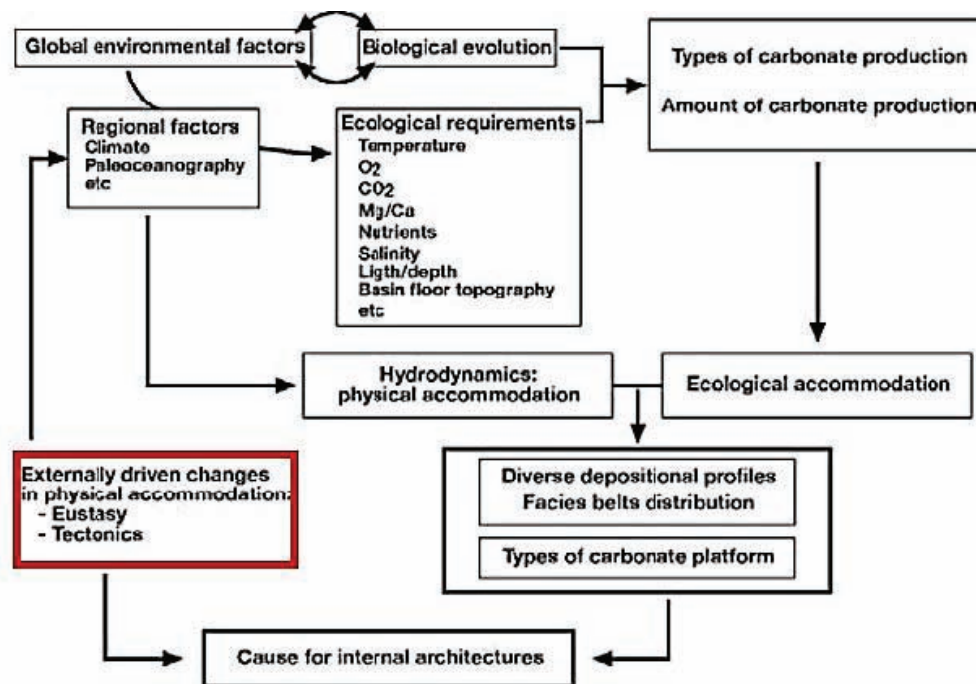 Global environmental factors
Biological evolution
Types of carbonate production
Amount of carbonate production
Regional factors
Climate
Paleoceanography
etc
Ecological requirements
Temperature
O2
CO2
Mg/Ca
Nutrients
Salinity
Ligth/depth
Basin floor topography
etc
Hydrodynamics:
physical accommodation
Ecological accommodation
Externally driven changes
in physical accommodation:
- Eustasy
- Tectonics
Diverse depositional profiles
Facies belts distribution
Types of carbonate platform
Cause for internal architectures